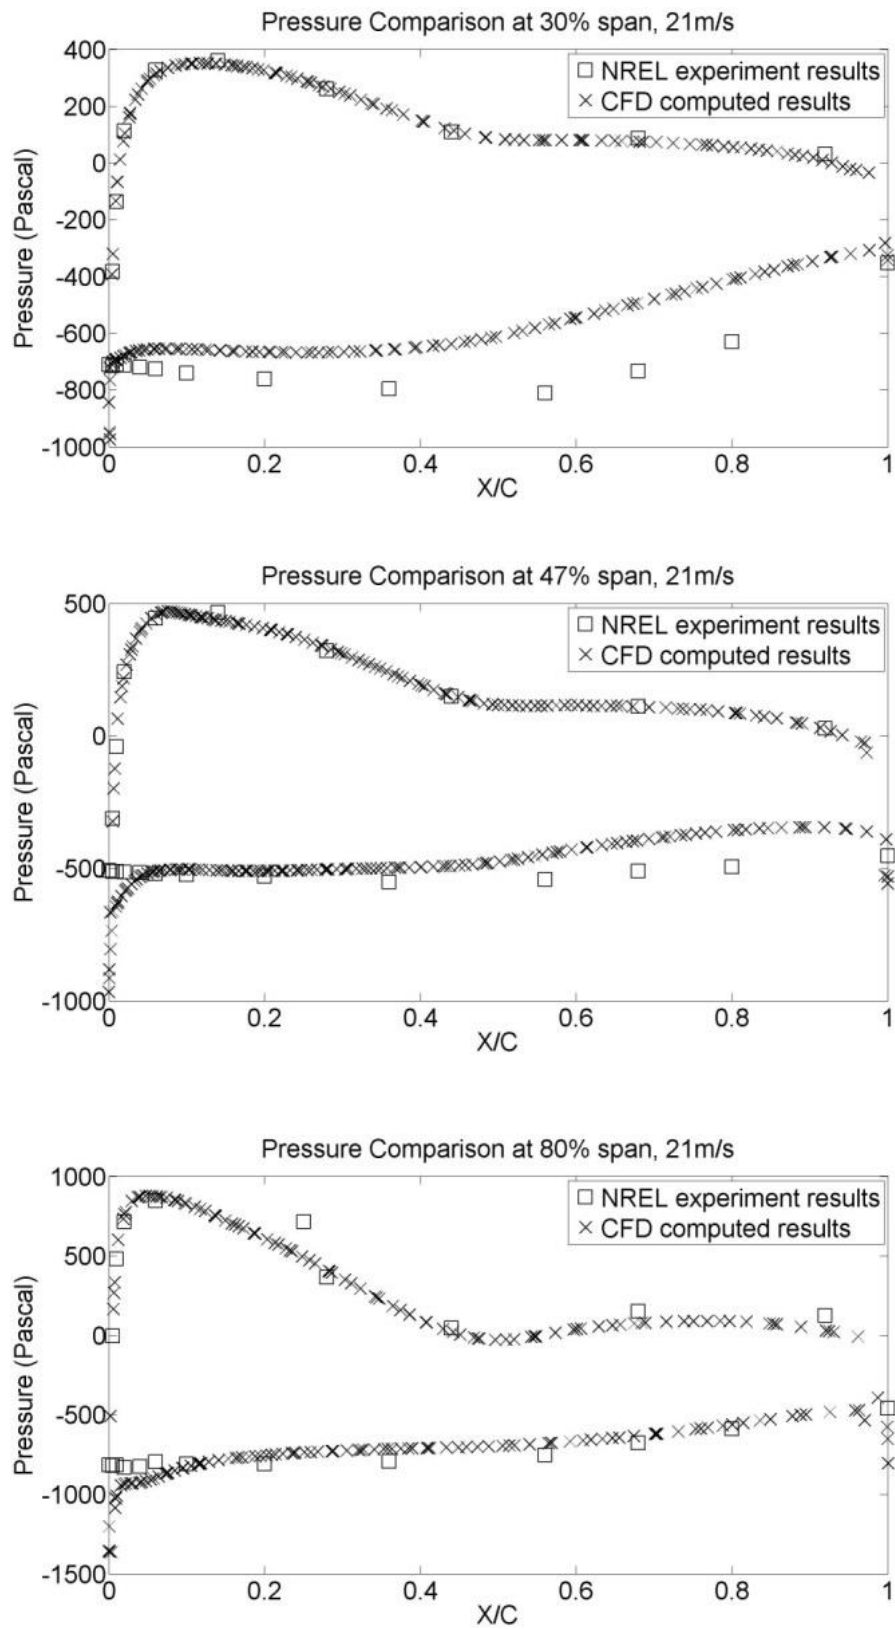 Pressure Comparison at 30% span, 21m/s
400
NREL experiment results
CFD computed results
200
0
-200
-400
-600
-800
-1000
Pressure (Pascal)
0 0.2 0.4 0.6 0.8 1
X/C
Pressure Comparison at 47% span, 21m/s
500
NREL experiment results
CFD computed results
0
-500
-1000
Pressure (Pascal)
0 0.2 0.4 0.6 0.8 1
X/C
Pressure Comparison at 80% span, 21m/s
1000
NREL experiment results
CFD computed results
500
0
-500
-1000
-1500
Pressure (Pascal)
0 0.2 0.4 0.6 0.8 1
X/C